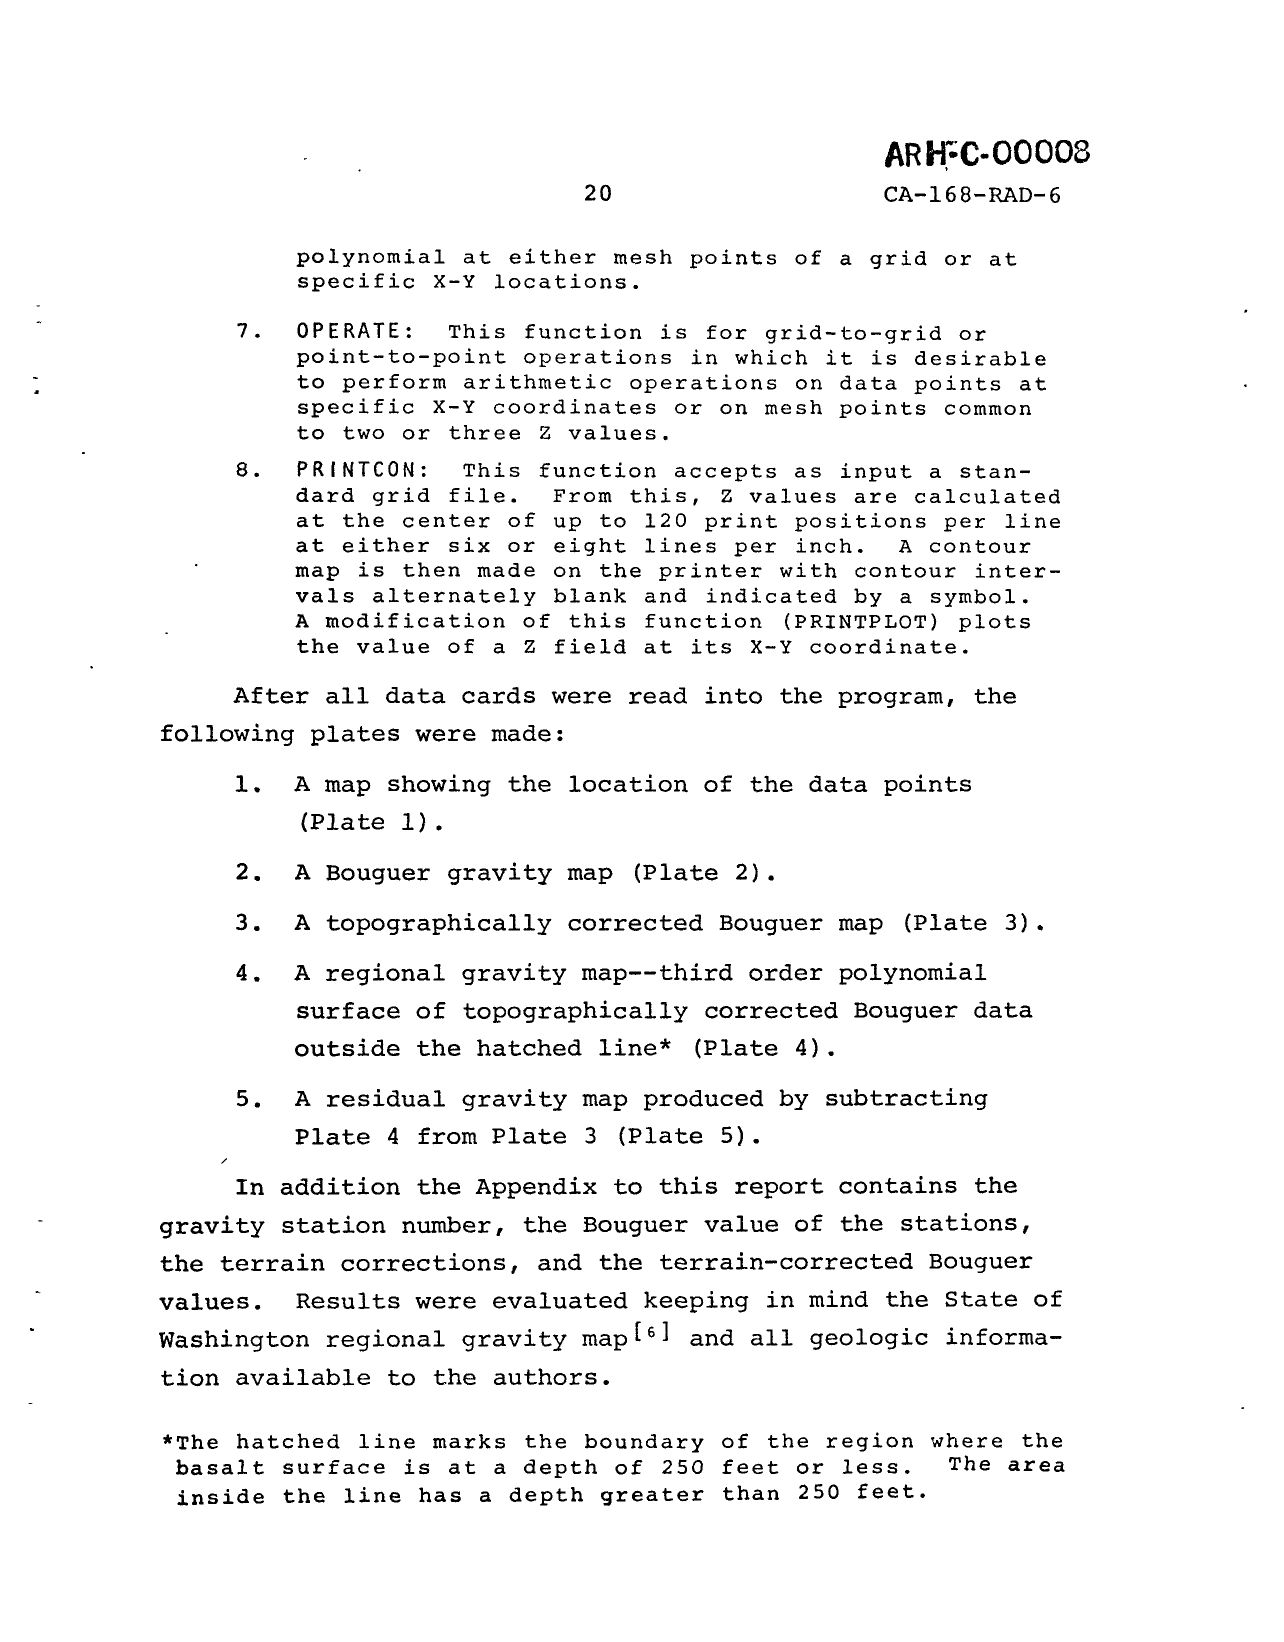 ARH-C-00008
20
CA-168-RAD-6
polynomial at either mesh points of a grid or at
specific X-Y locations.
7. OPERATE: This function is for grid-to-grid or
point-to-point operations in which it is desirable
to perform arithmetic operations on data points at
specific X-Y coordinates or on mesh points common
to two or three Z values.
8. PRINTCON: This function accepts as input a stan-
dard grid file. From this, Z values are calculated
at the center of up to 120 print positions per line
at either six or eight lines per inch. A contour
map is then made on the printer with contour inter-
vals alternately blank and indicated by a symbol.
A modification of this function (PRINTPLOT) plots
the value of a Z field at its X-Y coordinate.
After all data cards were read into the program, the
following plates were made:
1. A map showing the location of the data points
(Plate 1).
2. A Bouguer gravity map (Plate 2).
3. A topographically corrected Bouguer map (Plate 3).
4. A regional gravity map--third order polynomial
surface of topographically corrected Bouguer data
outside the hatched line* (Plate 4).
5. A residual gravity map produced by subtracting
Plate 4 from Plate 3 (Plate 5).
In addition the Appendix to this report contains the
gravity station number, the Bouguer value of the stations,
the terrain corrections, and the terrain-corrected Bouguer
values. Results were evaluated keeping in mind the State of
Washington regional gravity map[6] and all geologic informa-
tion available to the authors.
*The hatched line marks the boundary of the region where the
basalt surface is at a depth of 250 feet or less. The area
inside the line has a depth greater than 250 feet.